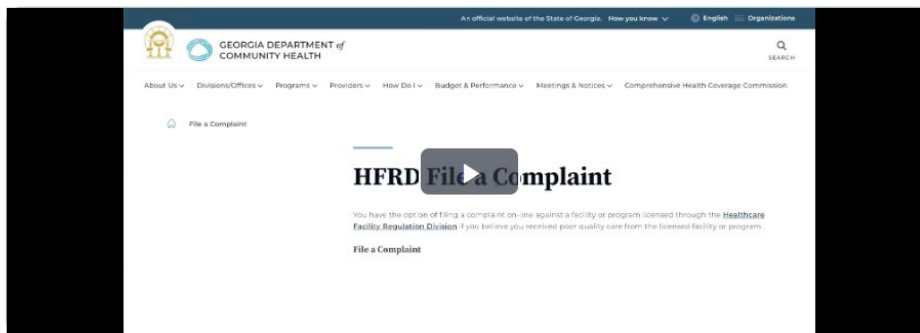 An official website of the State of Georgia. How you know English Organizations
GEORGIA DEPARTMENT of
COMMUNITY HEALTH
SEARCH
About Us Divisions/Offices Programs Providers How Do I Budget & Performance Meetings & Notices Comprehensive Health Coverage Commission
File a Complaint
HFRD File a Complaint
You have the option of filing a complaint on-line against a facility or program licensed through the Healthcare
Facility Regulation Division if you believe you received poor quality care from the licensed facility or program.
File a Complaint